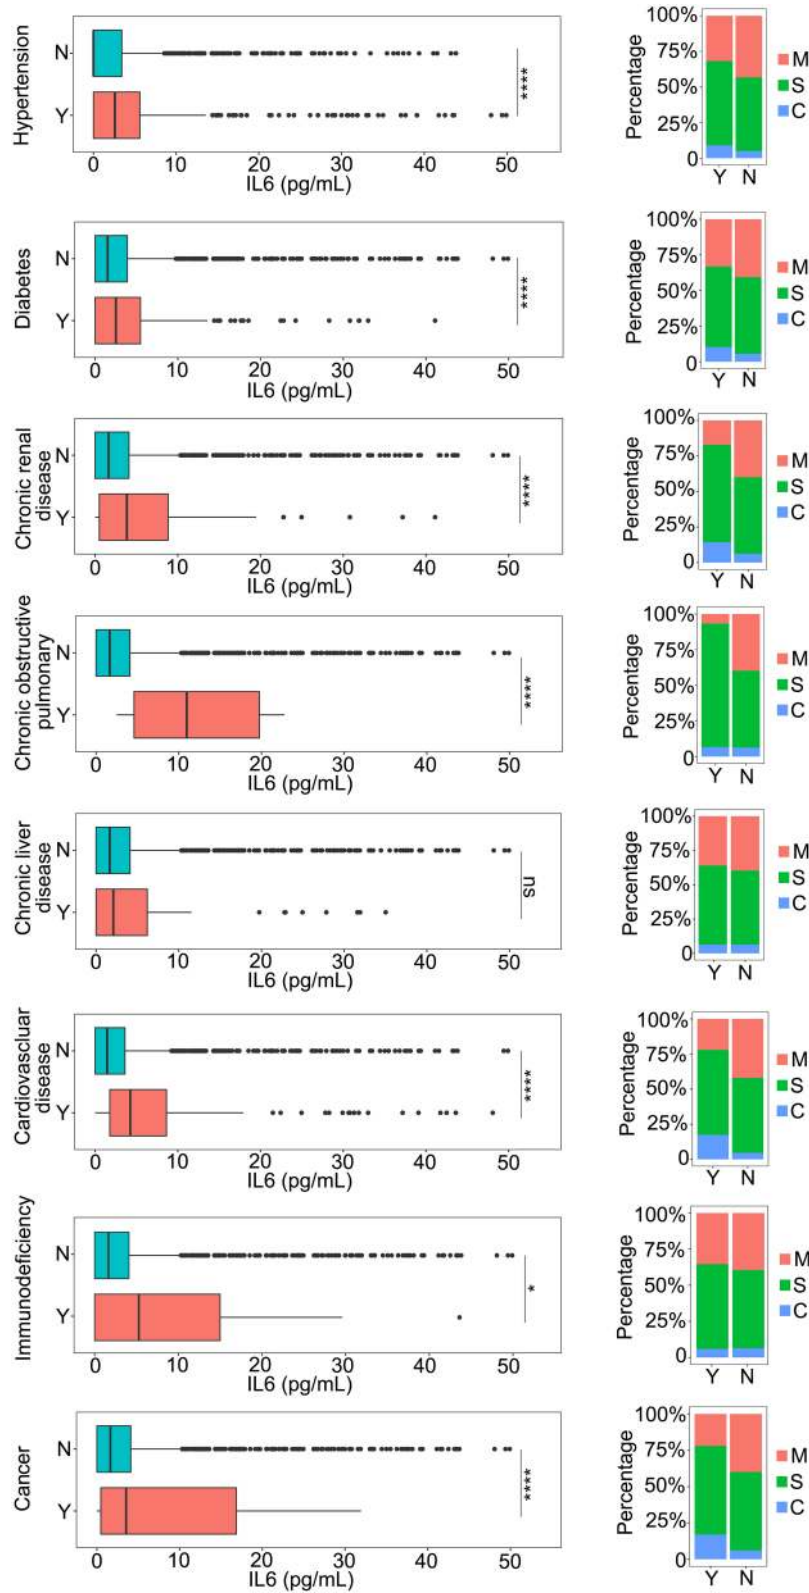 Hypertension
N
Y
****
0 10 20 30 40 50
IL6 (pg/mL)
Percentage
100%
75%
50%
25%
0
Y N
M
S
C
Diabetes
N
Y
****
0 10 20 30 40 50
IL6 (pg/mL)
Percentage
100%
75%
50%
25%
0
Y N
M
S
C
Chronic renal
disease
N
Y
****
0 10 20 30 40 50
IL6 (pg/mL)
Percentage
100%
75%
50%
25%
0
Y N
M
S
C
Chronic obstructive
pulmonary
N
Y
****
0 10 20 30 40 50
IL6 (pg/mL)
Percentage
100%
75%
50%
25%
0
Y N
M
S
C
Chronic liver
disease
N
Y
ns
0 10 20 30 40 50
IL6 (pg/mL)
Percentage
100%
75%
50%
25%
0
Y N
M
S
C
Cardiovascluar
disease
N
Y
****
0 10 20 30 40 50
IL6 (pg/mL)
Percentage
100%
75%
50%
25%
0
Y N
M
S
C
Immunodeficiency
N
Y
*
0 10 20 30 40 50
IL6 (pg/mL)
Percentage
100%
75%
50%
25%
0
Y N
M
S
C
Cancer
N
Y
****
0 10 20 30 40 50
IL6 (pg/mL)
Percentage
100%
75%
50%
25%
0
Y N
M
S
C